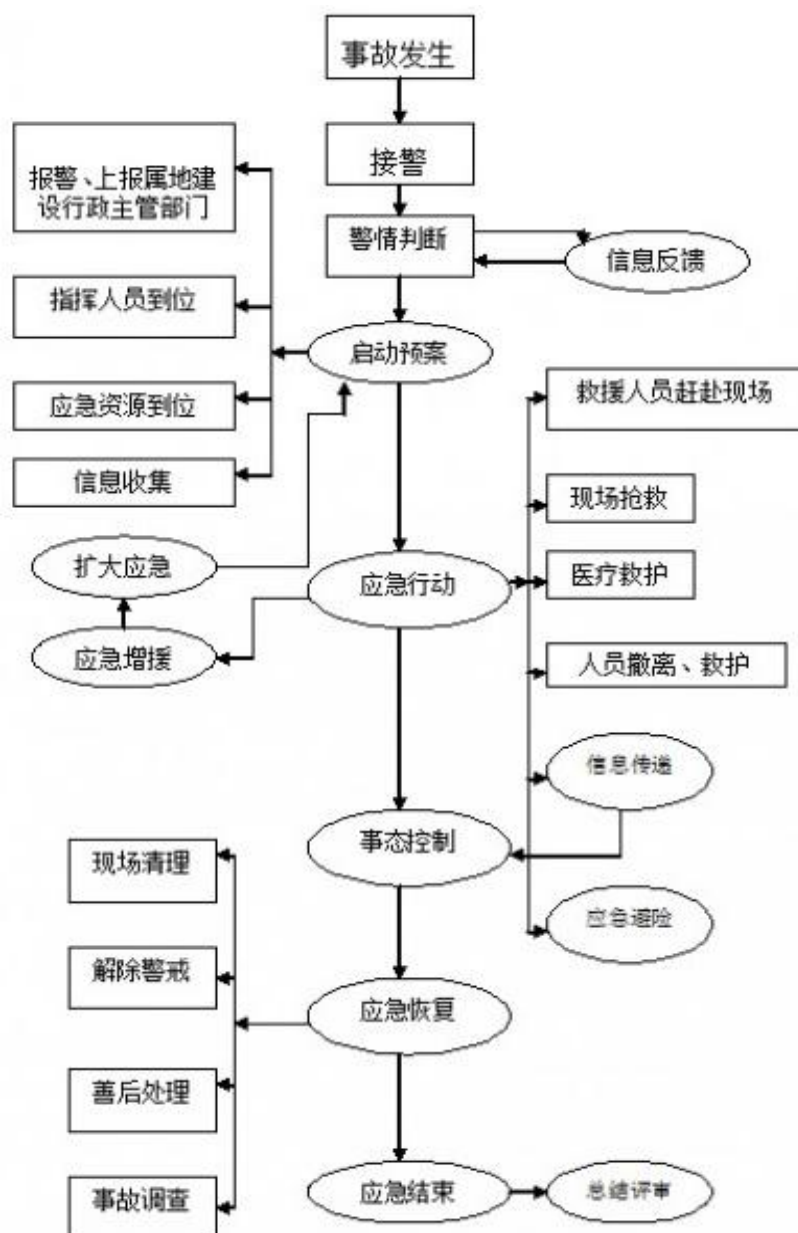 事故发生
接警
报警、上报属地建
设行政主管部门
警情判断
信息反馈
指挥人员到位
启动预案
应急资源到位
救援人员赶赴现场
信息收集
现场抢救
扩大应急
应急行动
医疗救护
应急增援
人员撤离、救护
信息传递
事态控制
现场清理
应急避险
解除警戒
应急恢复
善后处理
事故调查
应急结束
总结评审